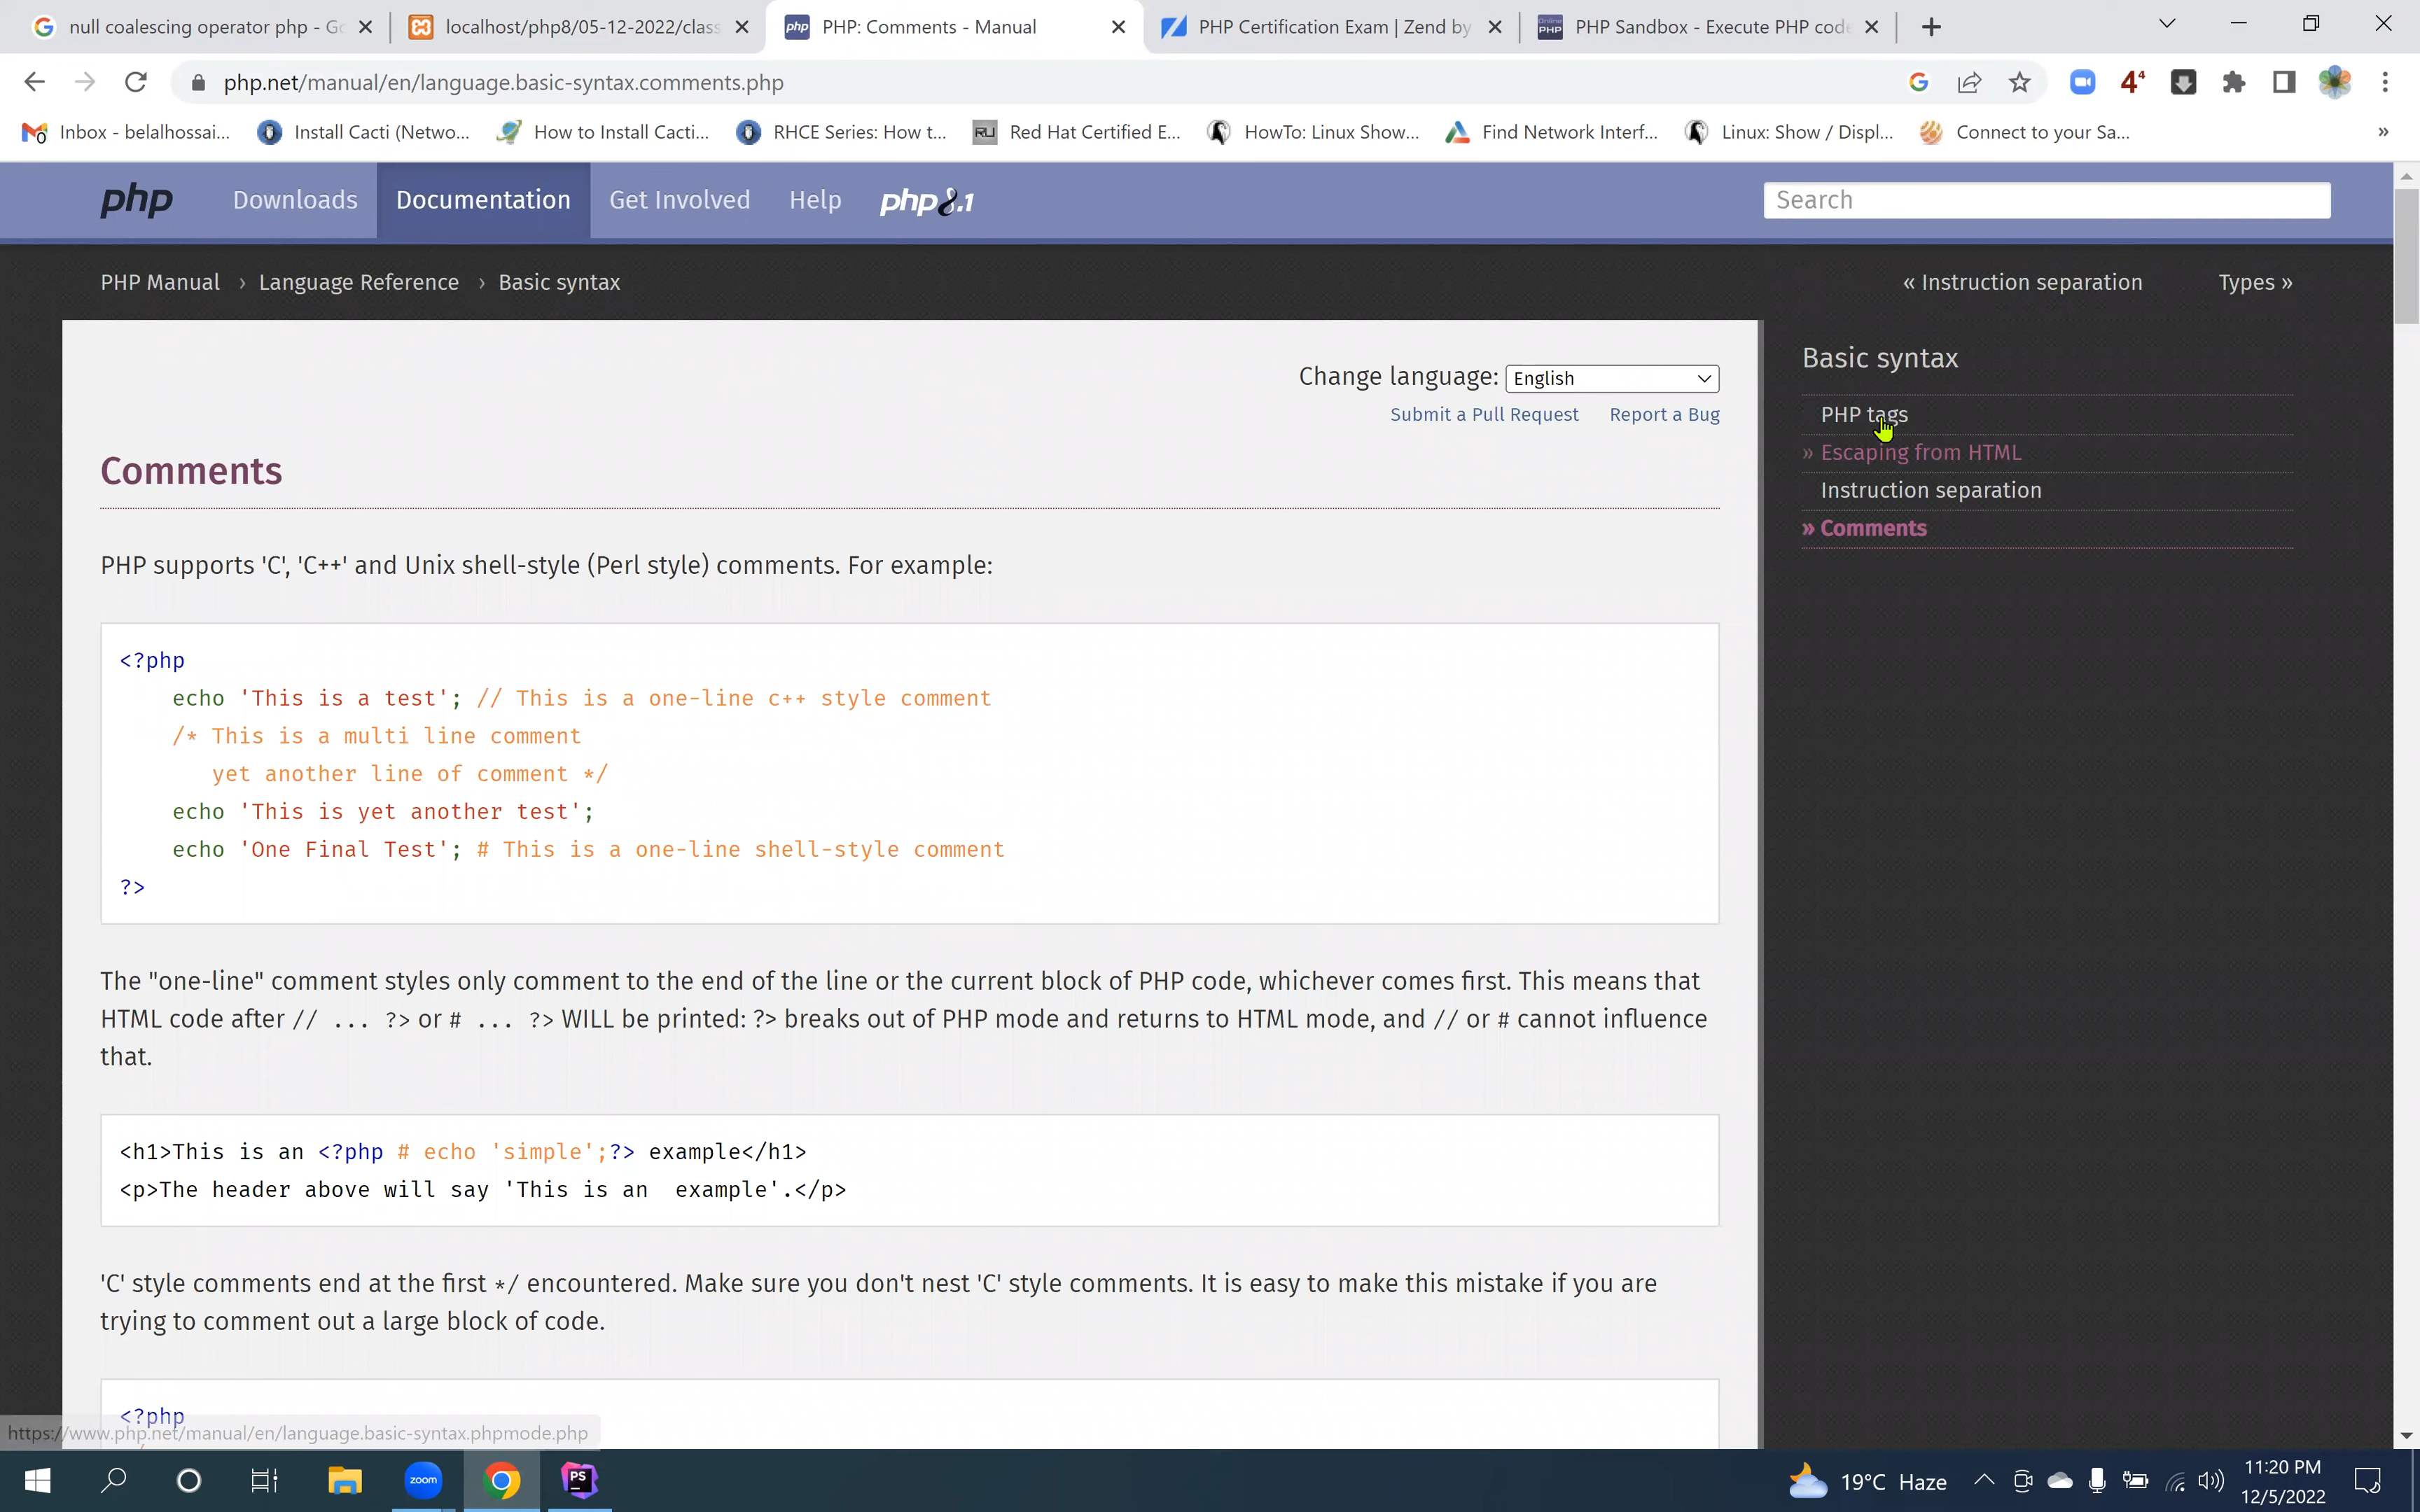 null coalescing operator php - Go
localhost/php8/05-12-2022/class
php PHP: Comments - Manual
PHP Certification Exam | Zend by
PHP Sandbox - Execute PHP code
php.net/manual/en/language.basic-syntax.comments.php
Inbox - belalhossai...
Install Cacti (Netwo...
How to Install Cacti...
RHCE Series: How t...
Red Hat Certified E...
HowTo: Linux Show...
Find Network Interf...
Linux: Show / Displ...
Connect to your Sa...
»
php Downloads Documentation Get Involved Help php8.1 Search
PHP Manual › Language Reference › Basic syntax
« Instruction separation Types »
Change language: English
Submit a Pull Request Report a Bug
Comments
PHP supports 'C', 'C++' and Unix shell-style (Perl style) comments. For example:
<?php
echo 'This is a test'; // This is a one-line c++ style comment
/* This is a multi line comment
yet another line of comment */
echo 'This is yet another test';
echo 'One Final Test'; # This is a one-line shell-style comment
?>
The "one-line" comment styles only comment to the end of the line or the current block of PHP code, whichever comes first. This means that
HTML code after // ... ?> or # ... ?> WILL be printed: ?> breaks out of PHP mode and returns to HTML mode, and // or # cannot influence
that.
<h1>This is an <?php # echo 'simple';?> example</h1>
<p>The header above will say 'This is an  example'.</p>
'C' style comments end at the first */ encountered. Make sure you don't nest 'C' style comments. It is easy to make this mistake if you are
trying to comment out a large block of code.
<?php
Basic syntax
PHP tags
» Escaping from HTML
Instruction separation
» Comments
https://www.php.net/manual/en/language.basic-syntax.phpmode.php
zoom
PS
19°C Haze
11:20 PM
12/5/2022